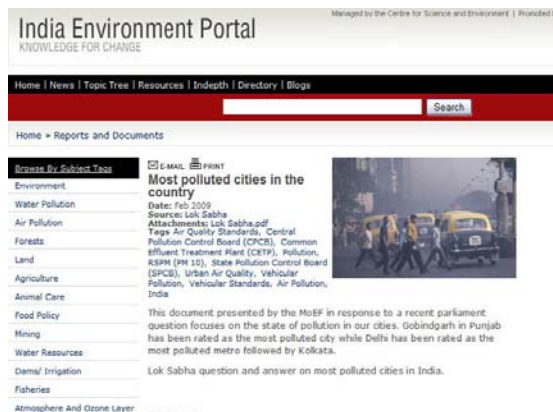 Managed by the Centre for Science and Environment | Promoted
India Environment Portal
KNOWLEDGE FOR CHANGE
Home | News | Topic Tree | Resources | Indepth | Directory | Blogs
Search
Home » Reports and Documents
Browse By Subject Tags
Environment
Water Pollution
Air Pollution
Forests
Land
Agriculture
Animal Care
Food Policy
Mining
Water Resources
Dams/ Irrigation
Fisheries
Atmosphere And Ozone Layer
E-MAIL PRINT
Most polluted cities in the
country
Date: Feb 2009
Source: Lok Sabha
Attachments: Lok Sabha.pdf
Tags Air Quality Standards, Central
Pollution Control Board (CPCB), Common
Effluent Treatment Plant (CETP), Pollution,
RSPM (PM 10), State Pollution Control Board
(SPCB), Urban Air Quality, Vehicular
Pollution, Vehicular Standards, Air Pollution,
India
This document presented by the MoEF in response to a recent parliament
question focuses on the state of pollution in our cities. Gobindgarh in Punjab
has been rated as the most polluted city while Delhi has been rated as the
most polluted metro followed by Kolkata.
Lok Sabha question and answer on most polluted cities in India.